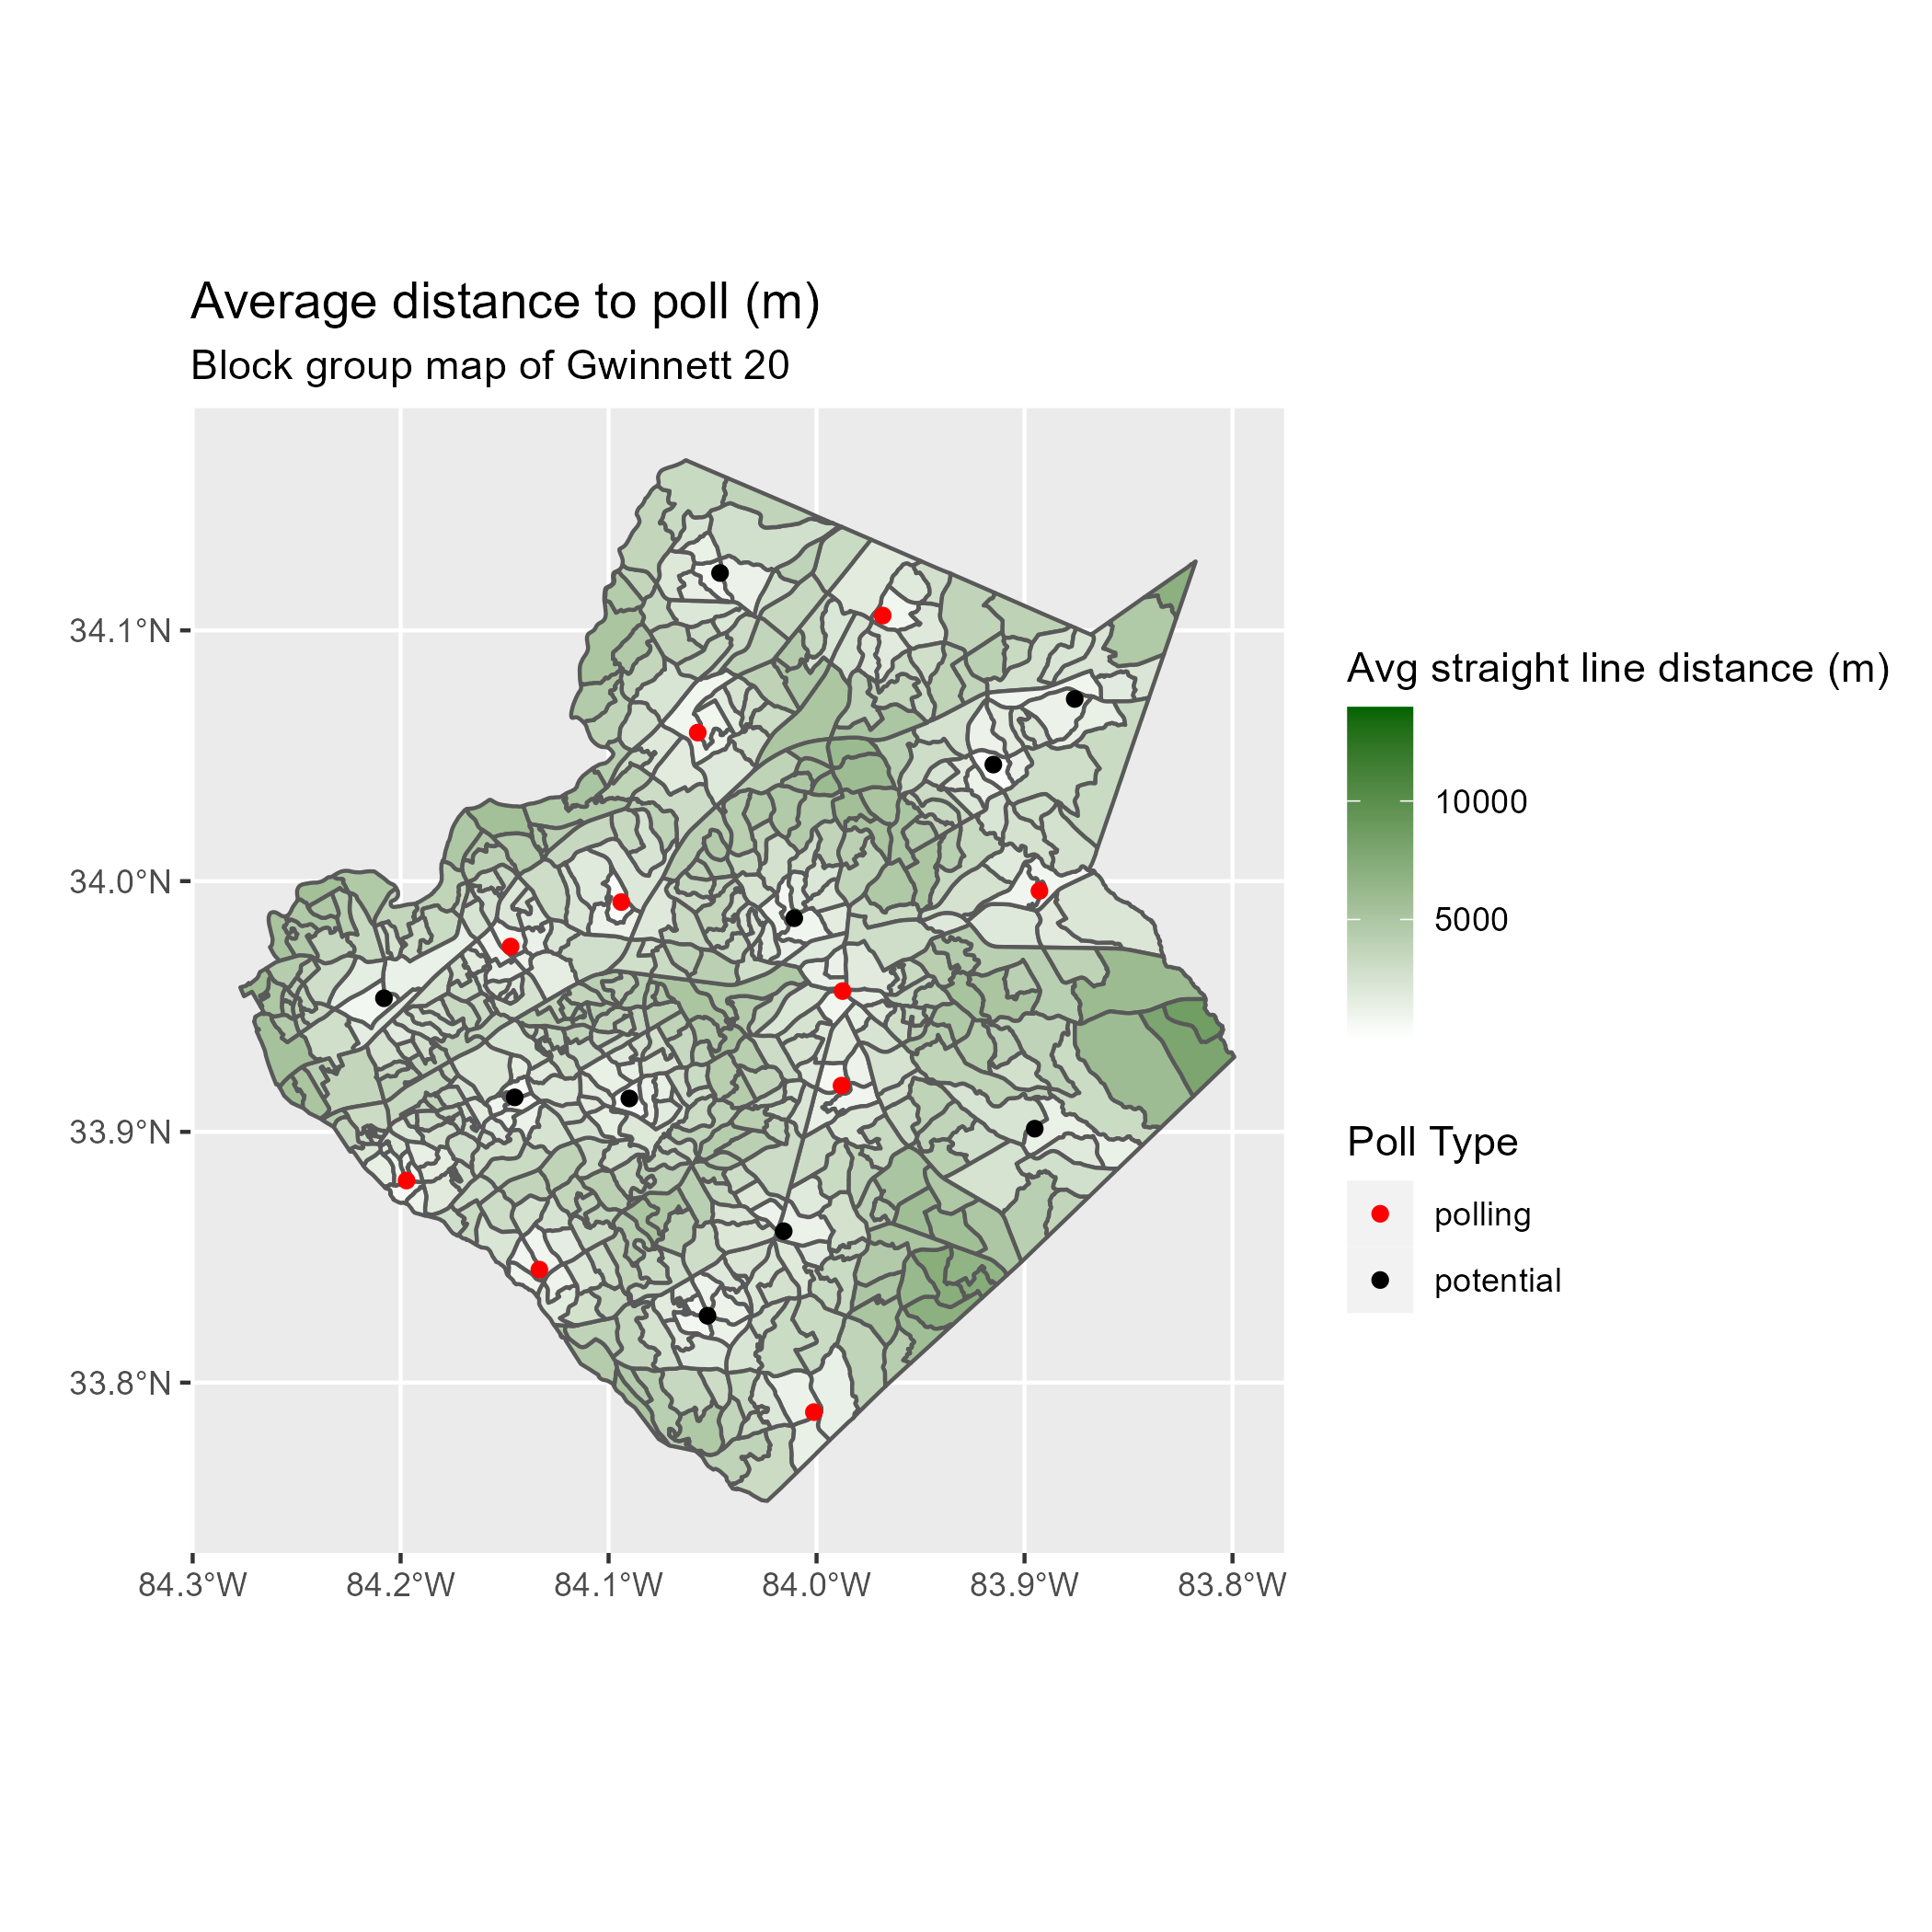 Average distance to poll (m)
Block group map of Gwinnett 20
34.1°N
34.0°N
33.9°N
33.8°N
84.3°W
84.2°W
84.1°W
84.0°W
83.9°W
83.8°W
Avg straight line distance (m)
10000
5000
Poll Type
polling
potential